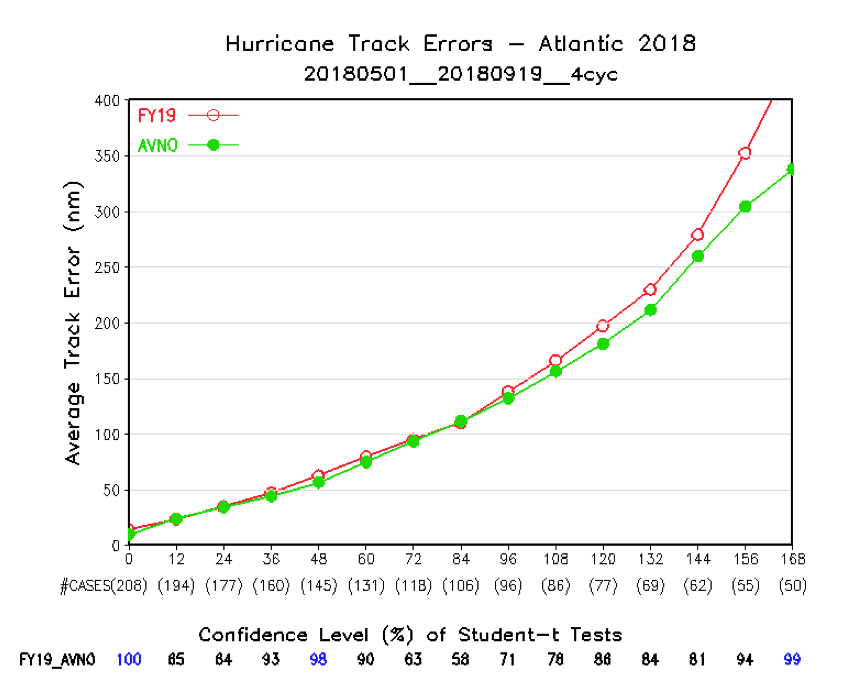 Hurricane Track Errors – Atlantic 2018
20180501__20180919__4cyc
FY19
AVNO
Average Track Error (nm)
400
350
300
250
200
150
100
50
0
0 12 24 36 48 60 72 84 96 108 120 132 144 156 168
#CASES(208) (194) (177) (160) (145) (131) (118) (106) (96) (86) (77) (69) (62) (55) (50)
Confidence Level (%) of Student-t Tests
FY19_AVNO 100 65 64 93 98 90 63 58 71 78 86 84 81 94 99